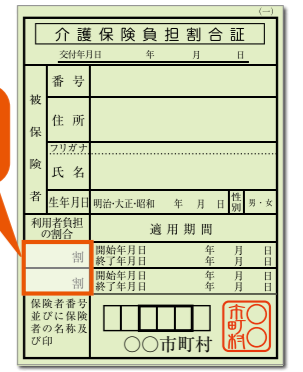 (一)
介護保険負担割合証
交付年月日 年 月 日
被保険者
番号
住所
フリガナ
氏名
生年月日 明治・大正・昭和 年 月 日 性別 男・女
利用者負担の割合 適用期間
割 開始年月日 年 月 日
終了年月日 年 月 日
割 開始年月日 年 月 日
終了年月日 年 月 日
保険者番号
並びに保険
者の名称及
び印
〇〇市町村
〇〇市町村